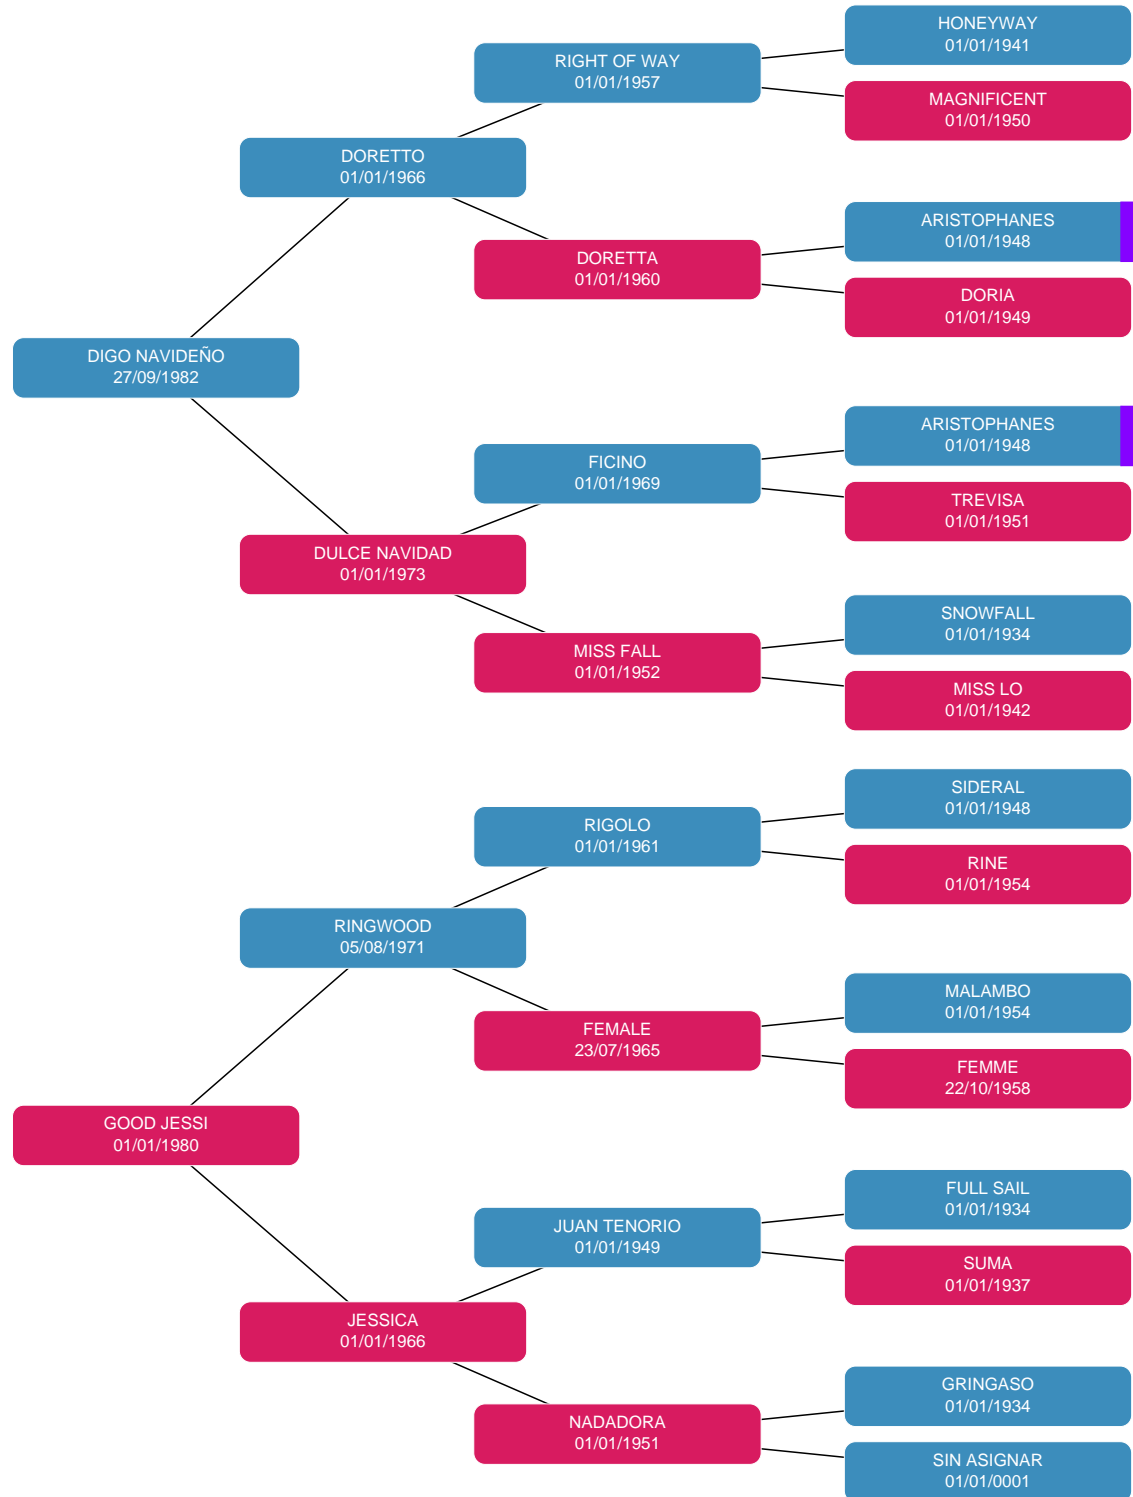 HONEYWAY
01/01/1941
RIGHT OF WAY
01/01/1957
MAGNIFICENT
01/01/1950
DORETTO
01/01/1966
ARISTOPHANES
01/01/1948
DORETTA
01/01/1960
DORIA
01/01/1949
DIGO NAVIDEÑO
27/09/1982
ARISTOPHANES
01/01/1948
FICINO
01/01/1969
TREVISA
01/01/1951
DULCE NAVIDAD
01/01/1973
SNOWFALL
01/01/1934
MISS FALL
01/01/1952
MISS LO
01/01/1942
SIDERAL
01/01/1948
RIGOLO
01/01/1961
RINE
01/01/1954
RINGWOOD
05/08/1971
MALAMBO
01/01/1954
FEMALE
23/07/1965
FEMME
22/10/1958
GOOD JESSI
01/01/1980
FULL SAIL
01/01/1934
JUAN TENORIO
01/01/1949
SUMA
01/01/1937
JESSICA
01/01/1966
GRINGASO
01/01/1934
NADADORA
01/01/1951
SIN ASIGNAR
01/01/0001